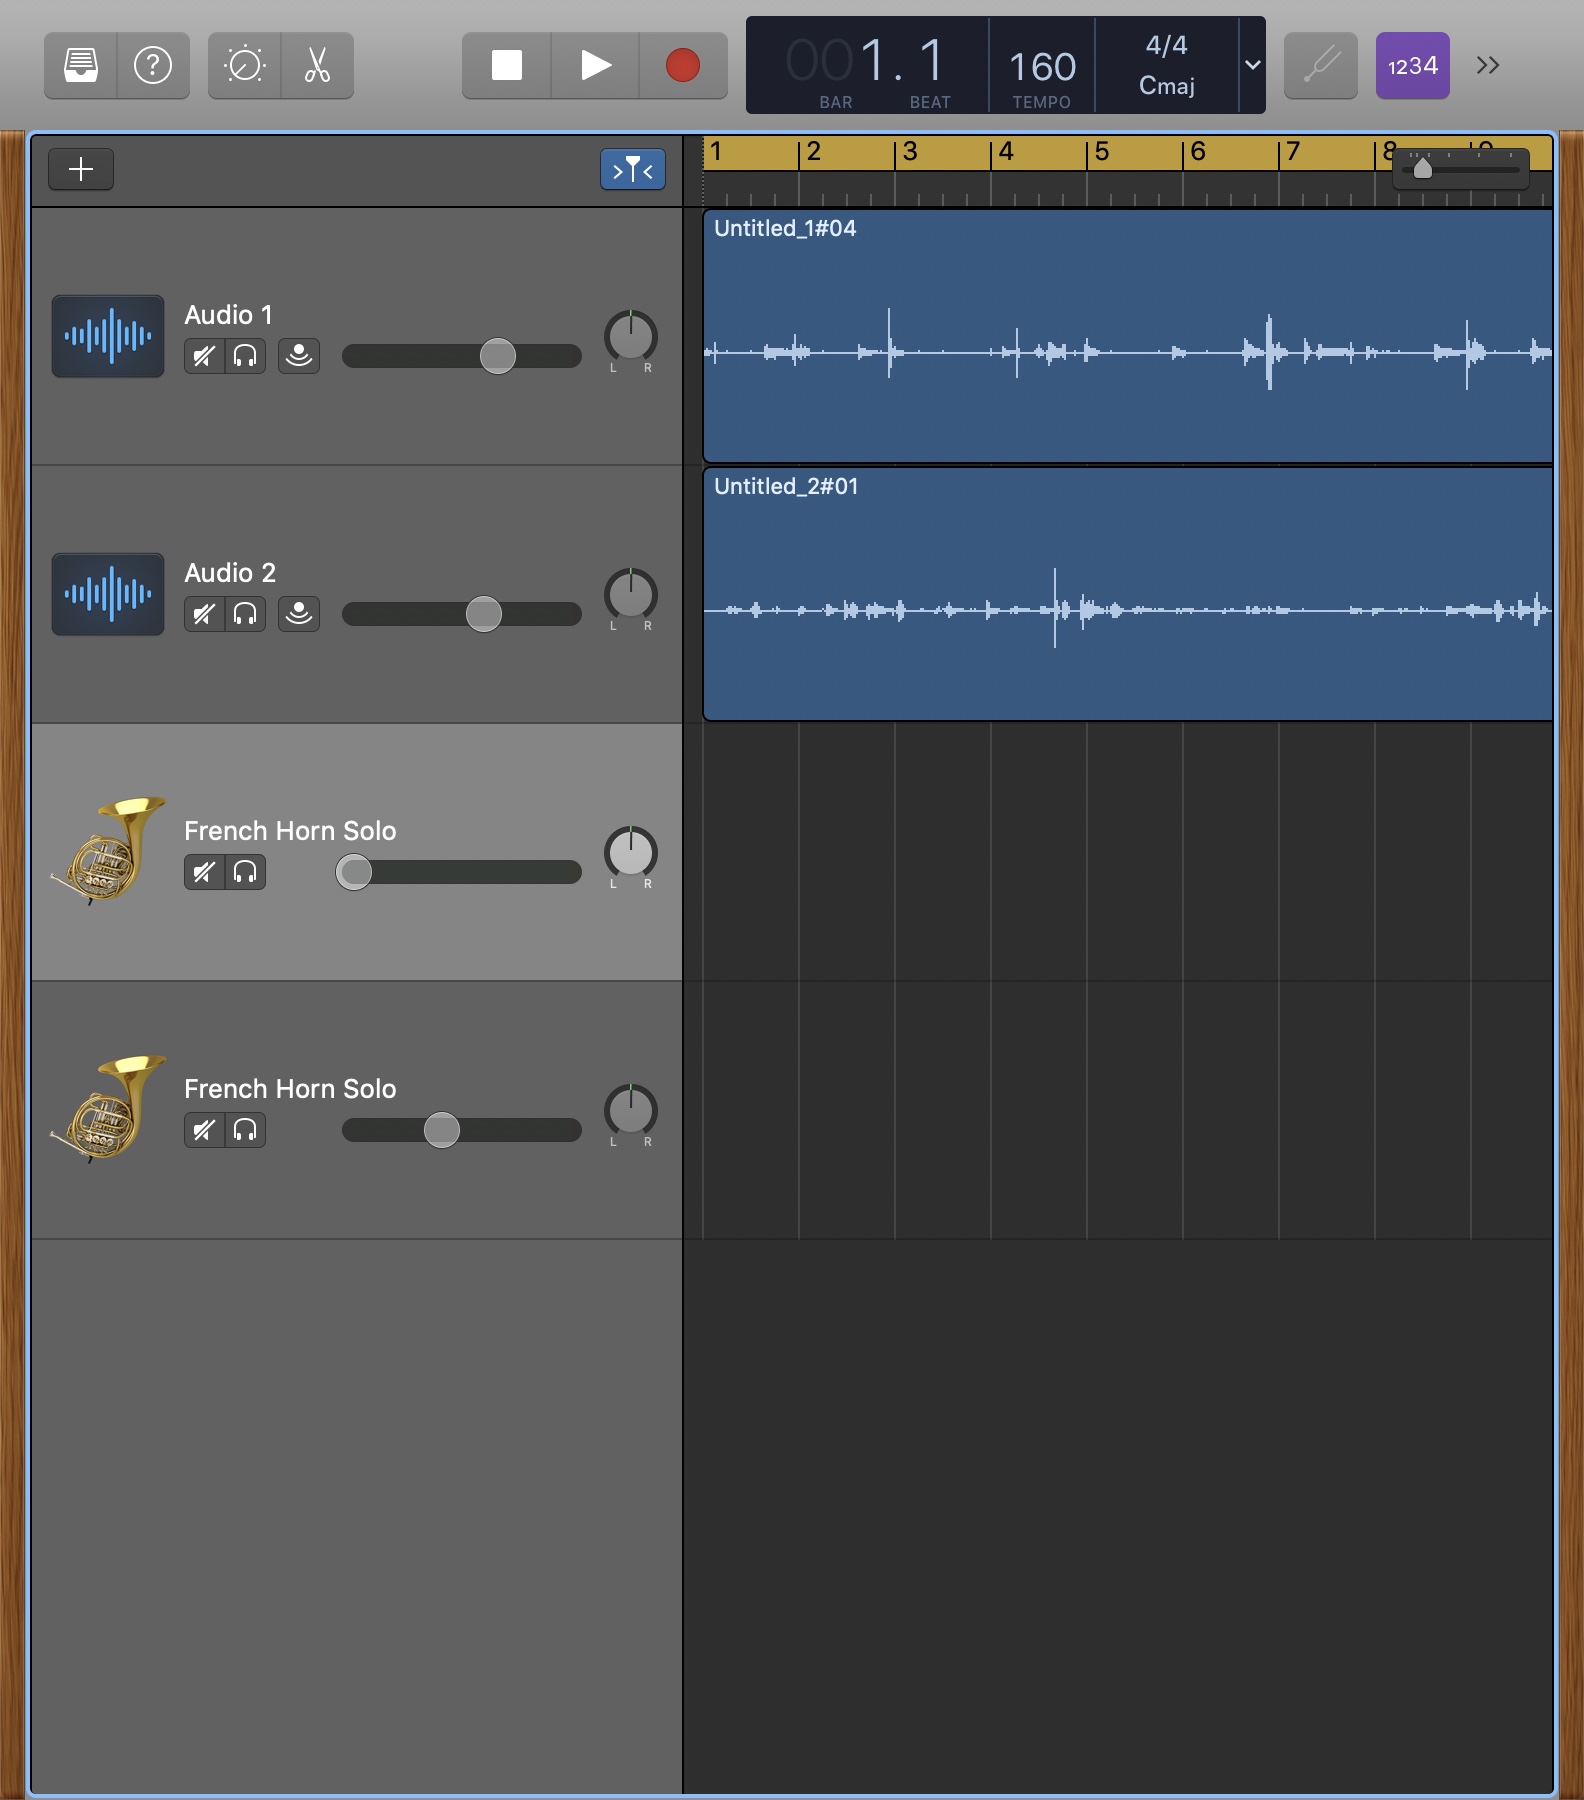 001. 1
BAR BEAT
160
TEMPO
4/4
Cmaj
1234
1 2 3 4 5 6 7 8
Untitled_1#04
Audio 1
L R
Untitled_2#01
Audio 2
L R
French Horn Solo
L R
French Horn Solo
L R